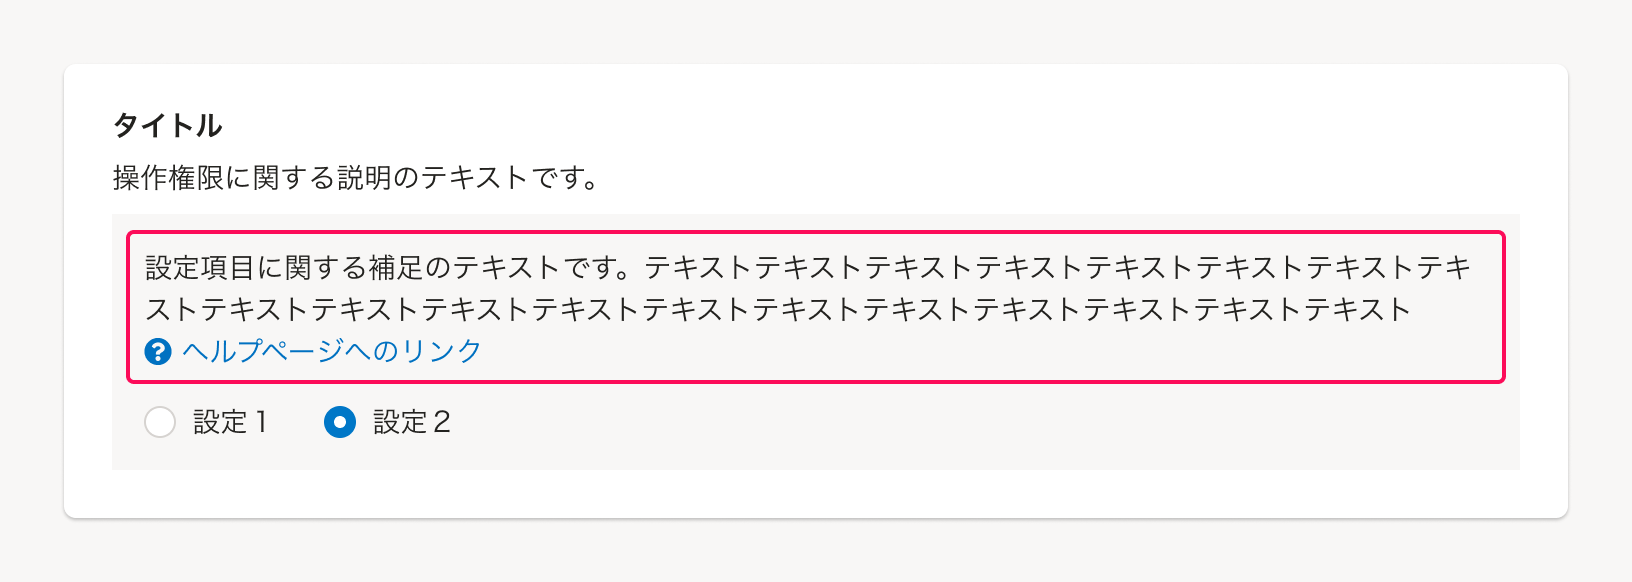 タイトル
操作権限に関する説明のテキストです。
設定項目に関する補足のテキストです。テキストテキストテキストテキストテキストテキストテキストテキ
ストテキストテキストテキストテキストテキストテキストテキストテキストテキストテキストテキスト
ヘルプページへのリンク
設定1 設定2